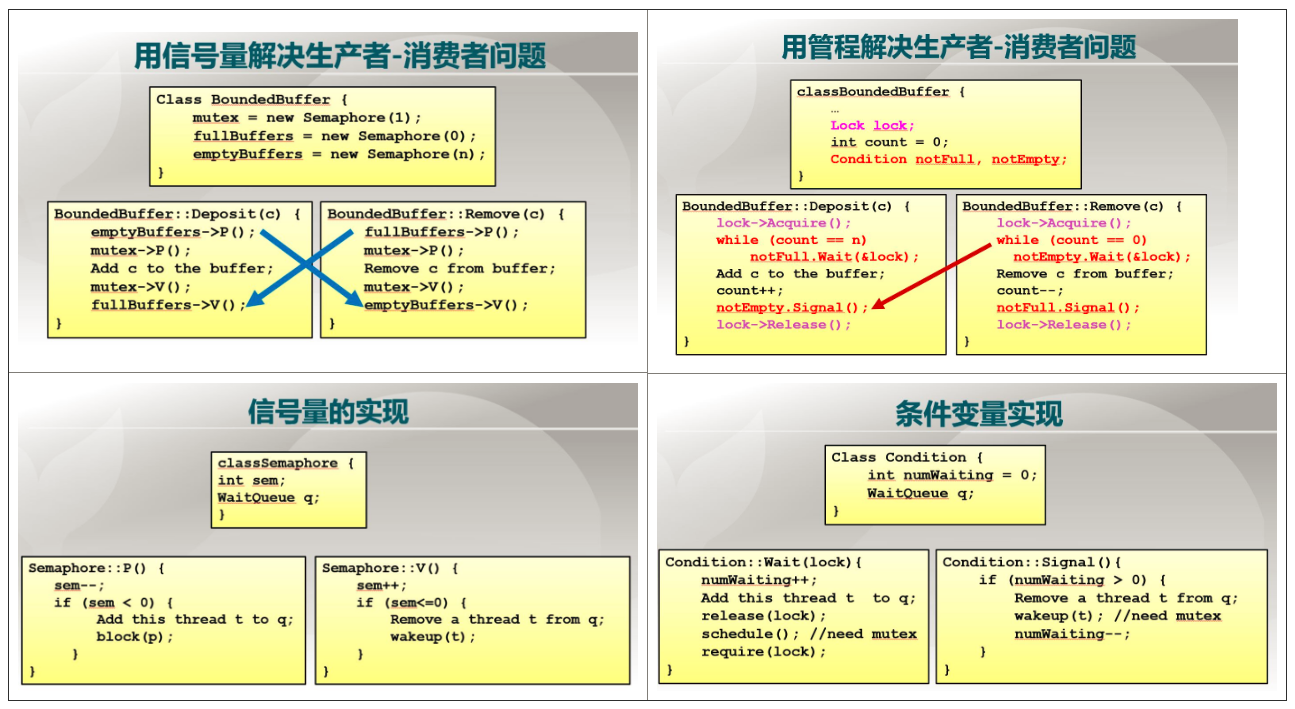 用信号量解决生产者-消费者问题
Class BoundedBuffer {
mutex = new Semaphore(1);
fullBuffers = new Semaphore(0);
emptyBuffers = new Semaphore(n);
}
BoundedBuffer::Deposit(c) {
emptyBuffers->P();
mutex->P();
Add c to the buffer;
mutex->V();
fullBuffers->V();
}
BoundedBuffer::Remove(c) {
fullBuffers->P();
mutex->P();
Remove c from buffer;
mutex->V();
emptyBuffers->V();
}
用管程解决生产者-消费者问题
classBoundedBuffer {
…
Lock lock;
int count = 0;
Condition notFull, notEmpty;
}
BoundedBuffer::Deposit(c) {
lock->Acquire();
while (count == n)
notFull.Wait(&lock);
Add c to the buffer;
count++;
notEmpty.Signal();
lock->Release();
}
BoundedBuffer::Remove(c) {
lock->Acquire();
while (count == 0)
notEmpty.Wait(&lock);
Remove c from buffer;
count--;
notFull.Signal();
lock->Release();
}
信号量的实现
classSemaphore {
int sem;
WaitQueue q;
}
Semaphore::P() {
sem--;
if (sem < 0) {
Add this thread t to q;
block(p);
}
}
Semaphore::V() {
sem++;
if (sem<=0) {
Remove a thread t from q;
wakeup(t);
}
}
条件变量实现
Class Condition {
int numWaiting = 0;
WaitQueue q;
}
Condition::Wait(lock){
numWaiting++;
Add this thread t  to q;
release(lock);
schedule(); //need mutex
require(lock);
}
Condition::Signal(){
if (numWaiting > 0) {
Remove a thread t from q;
wakeup(t); //need mutex
numWaiting--;
}
}